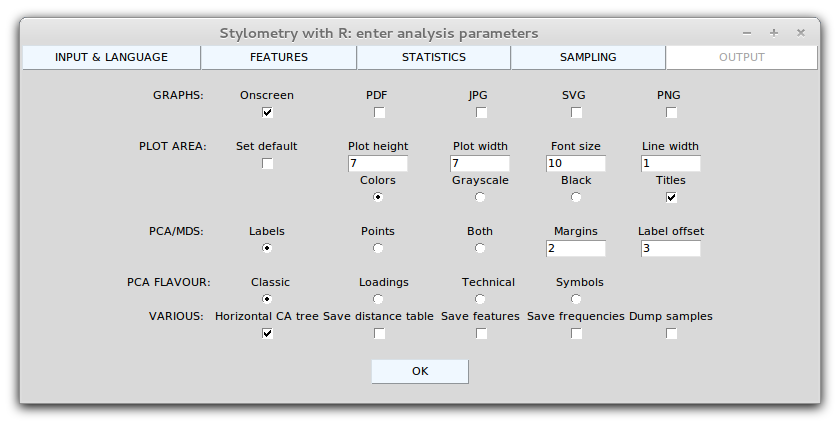 Stylometry with R: enter analysis parameters
INPUT & LANGUAGE FEATURES STATISTICS SAMPLING OUTPUT
GRAPHS: Onscreen PDF JPG SVG PNG
PLOT AREA: Set default Plot height Plot width Font size Line width
7 7 10 1
Colors Grayscale Black Titles
PCA/MDS: Labels Points Both Margins Label offset
2 3
PCA FLAVOUR: Classic Loadings Technical Symbols
VARIOUS: Horizontal CA tree Save distance table Save features Save frequencies Dump samples
OK